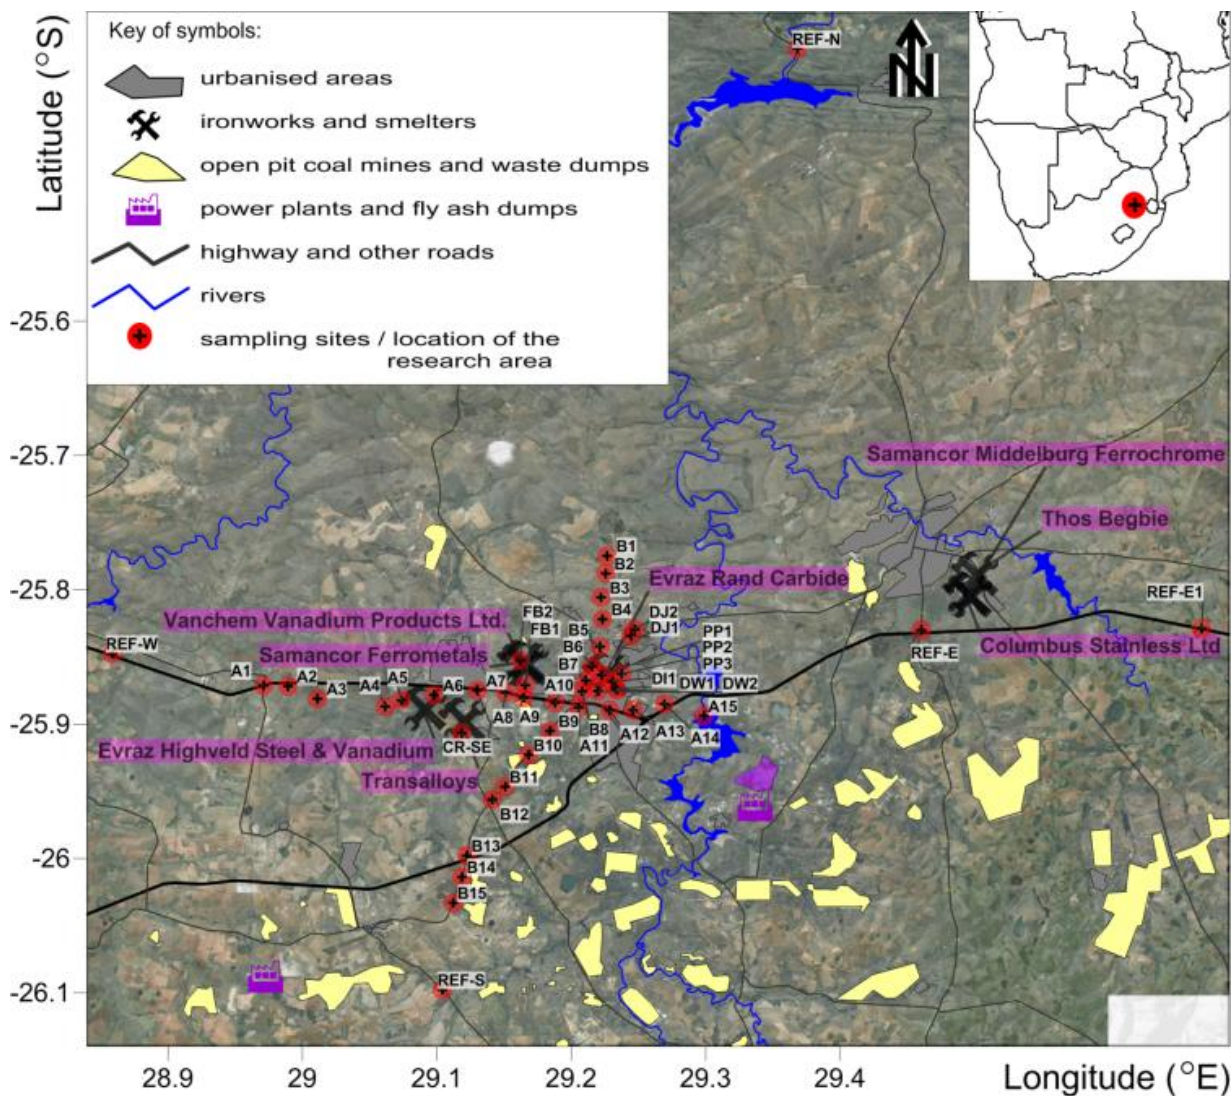 Latitude (°S)
Key of symbols:
urbanised areas
ironworks and smelters
open pit coal mines and waste dumps
power plants and fly ash dumps
highway and other roads
rivers
sampling sites / location of the
research area
REF-N
N
-25.6
-25.7
-25.8
-25.9
-26
-26.1
Samancor Middelburg Ferrochrome
Thos Begbie
B1
B2
Evraz Rand Carbide
B3
REF-E1
FB2
B4
DJ2
Vanchem Vanadium Products Ltd.
FB1
B5
DJ1
PP1
REF-W
B6
PP2
Columbus Stainless Ltd
Samancor Ferrometals
B7
PP3
REF-E
A1
A2
A3
A4
A5
A6
A7
A10
DI1
DW1
DW2
A8
A9
B9
B8
A12
A13
A15
A11
A14
Evraz Highveld Steel & Vanadium
CR-SE
B10
Transalloys
B11
B12
B13
B14
B15
REF-S
28.9
29
29.1
29.2
29.3
29.4
Longitude (°E)